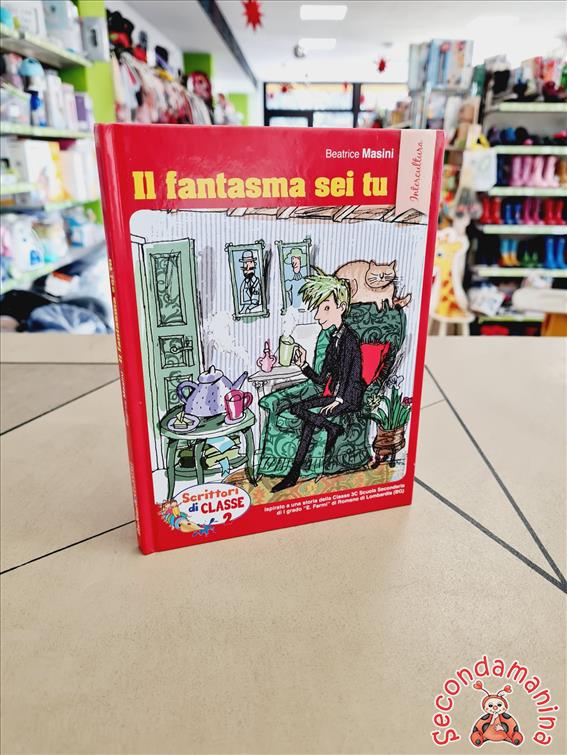 Beatrice Masini
Intercultura
Il fantasma sei tu
Scrittori
di CLASSE
2
Ispirato a una storia della Classe 3C Scuola Secondaria
di I grado "E. Fermi" di Romano di Lombardia (BG)
Secondamanina